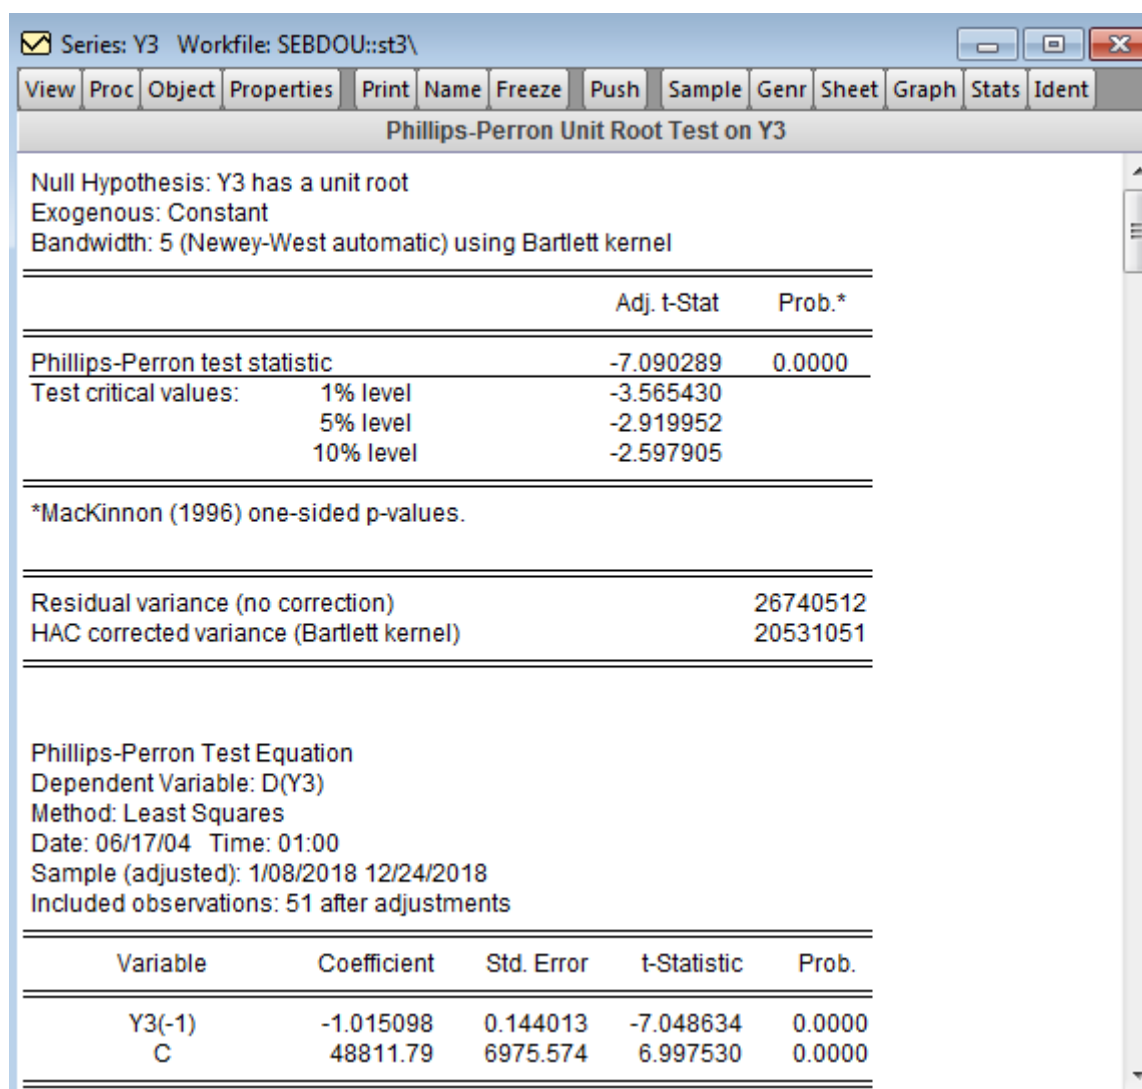 Series: Y3 Workfile: SEBDOU::st3\
View Proc Object Properties Print Name Freeze Push Sample Genr Sheet Graph Stats Ident
Phillips-Perron Unit Root Test on Y3
Null Hypothesis: Y3 has a unit root
Exogenous: Constant
Bandwidth: 5 (Newey-West automatic) using Bartlett kernel
Adj. t-Stat Prob.*
Phillips-Perron test statistic -7.090289 0.0000
Test critical values: 1% level -3.565430
5% level -2.919952
10% level -2.597905
*MacKinnon (1996) one-sided p-values.
Residual variance (no correction) 26740512
HAC corrected variance (Bartlett kernel) 20531051
Phillips-Perron Test Equation
Dependent Variable: D(Y3)
Method: Least Squares
Date: 06/17/04 Time: 01:00
Sample (adjusted): 1/08/2018 12/24/2018
Included observations: 51 after adjustments
Variable Coefficient Std. Error t-Statistic Prob.
Y3(-1) -1.015098 0.144013 -7.048634 0.0000
C 48811.79 6975.574 6.997530 0.0000